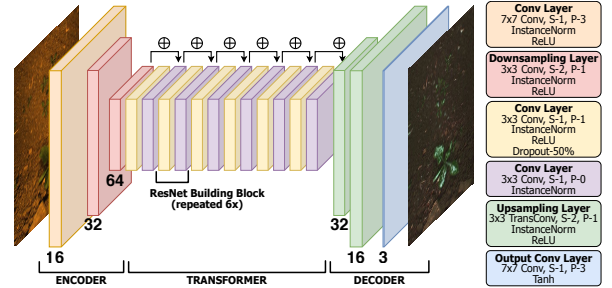 64
ResNet Building Block
(repeated 6x)
32
16
32
16
3
ENCODER
TRANSFORMER
DECODER
Conv Layer
7x7 Conv, S-1, P-3
InstanceNorm
ReLU
Downsampling Layer
3x3 Conv, S-2, P-1
InstanceNorm
ReLU
Conv Layer
3x3 Conv, S-1, P-1
InstanceNorm
ReLU
Dropout-50%
Conv Layer
3x3 Conv, S-1, P-0
InstanceNorm
Upsampling Layer
3x3 TransConv, S-2, P-1
InstanceNorm
ReLU
Output Conv Layer
7x7 Conv, S-1, P-3
Tanh